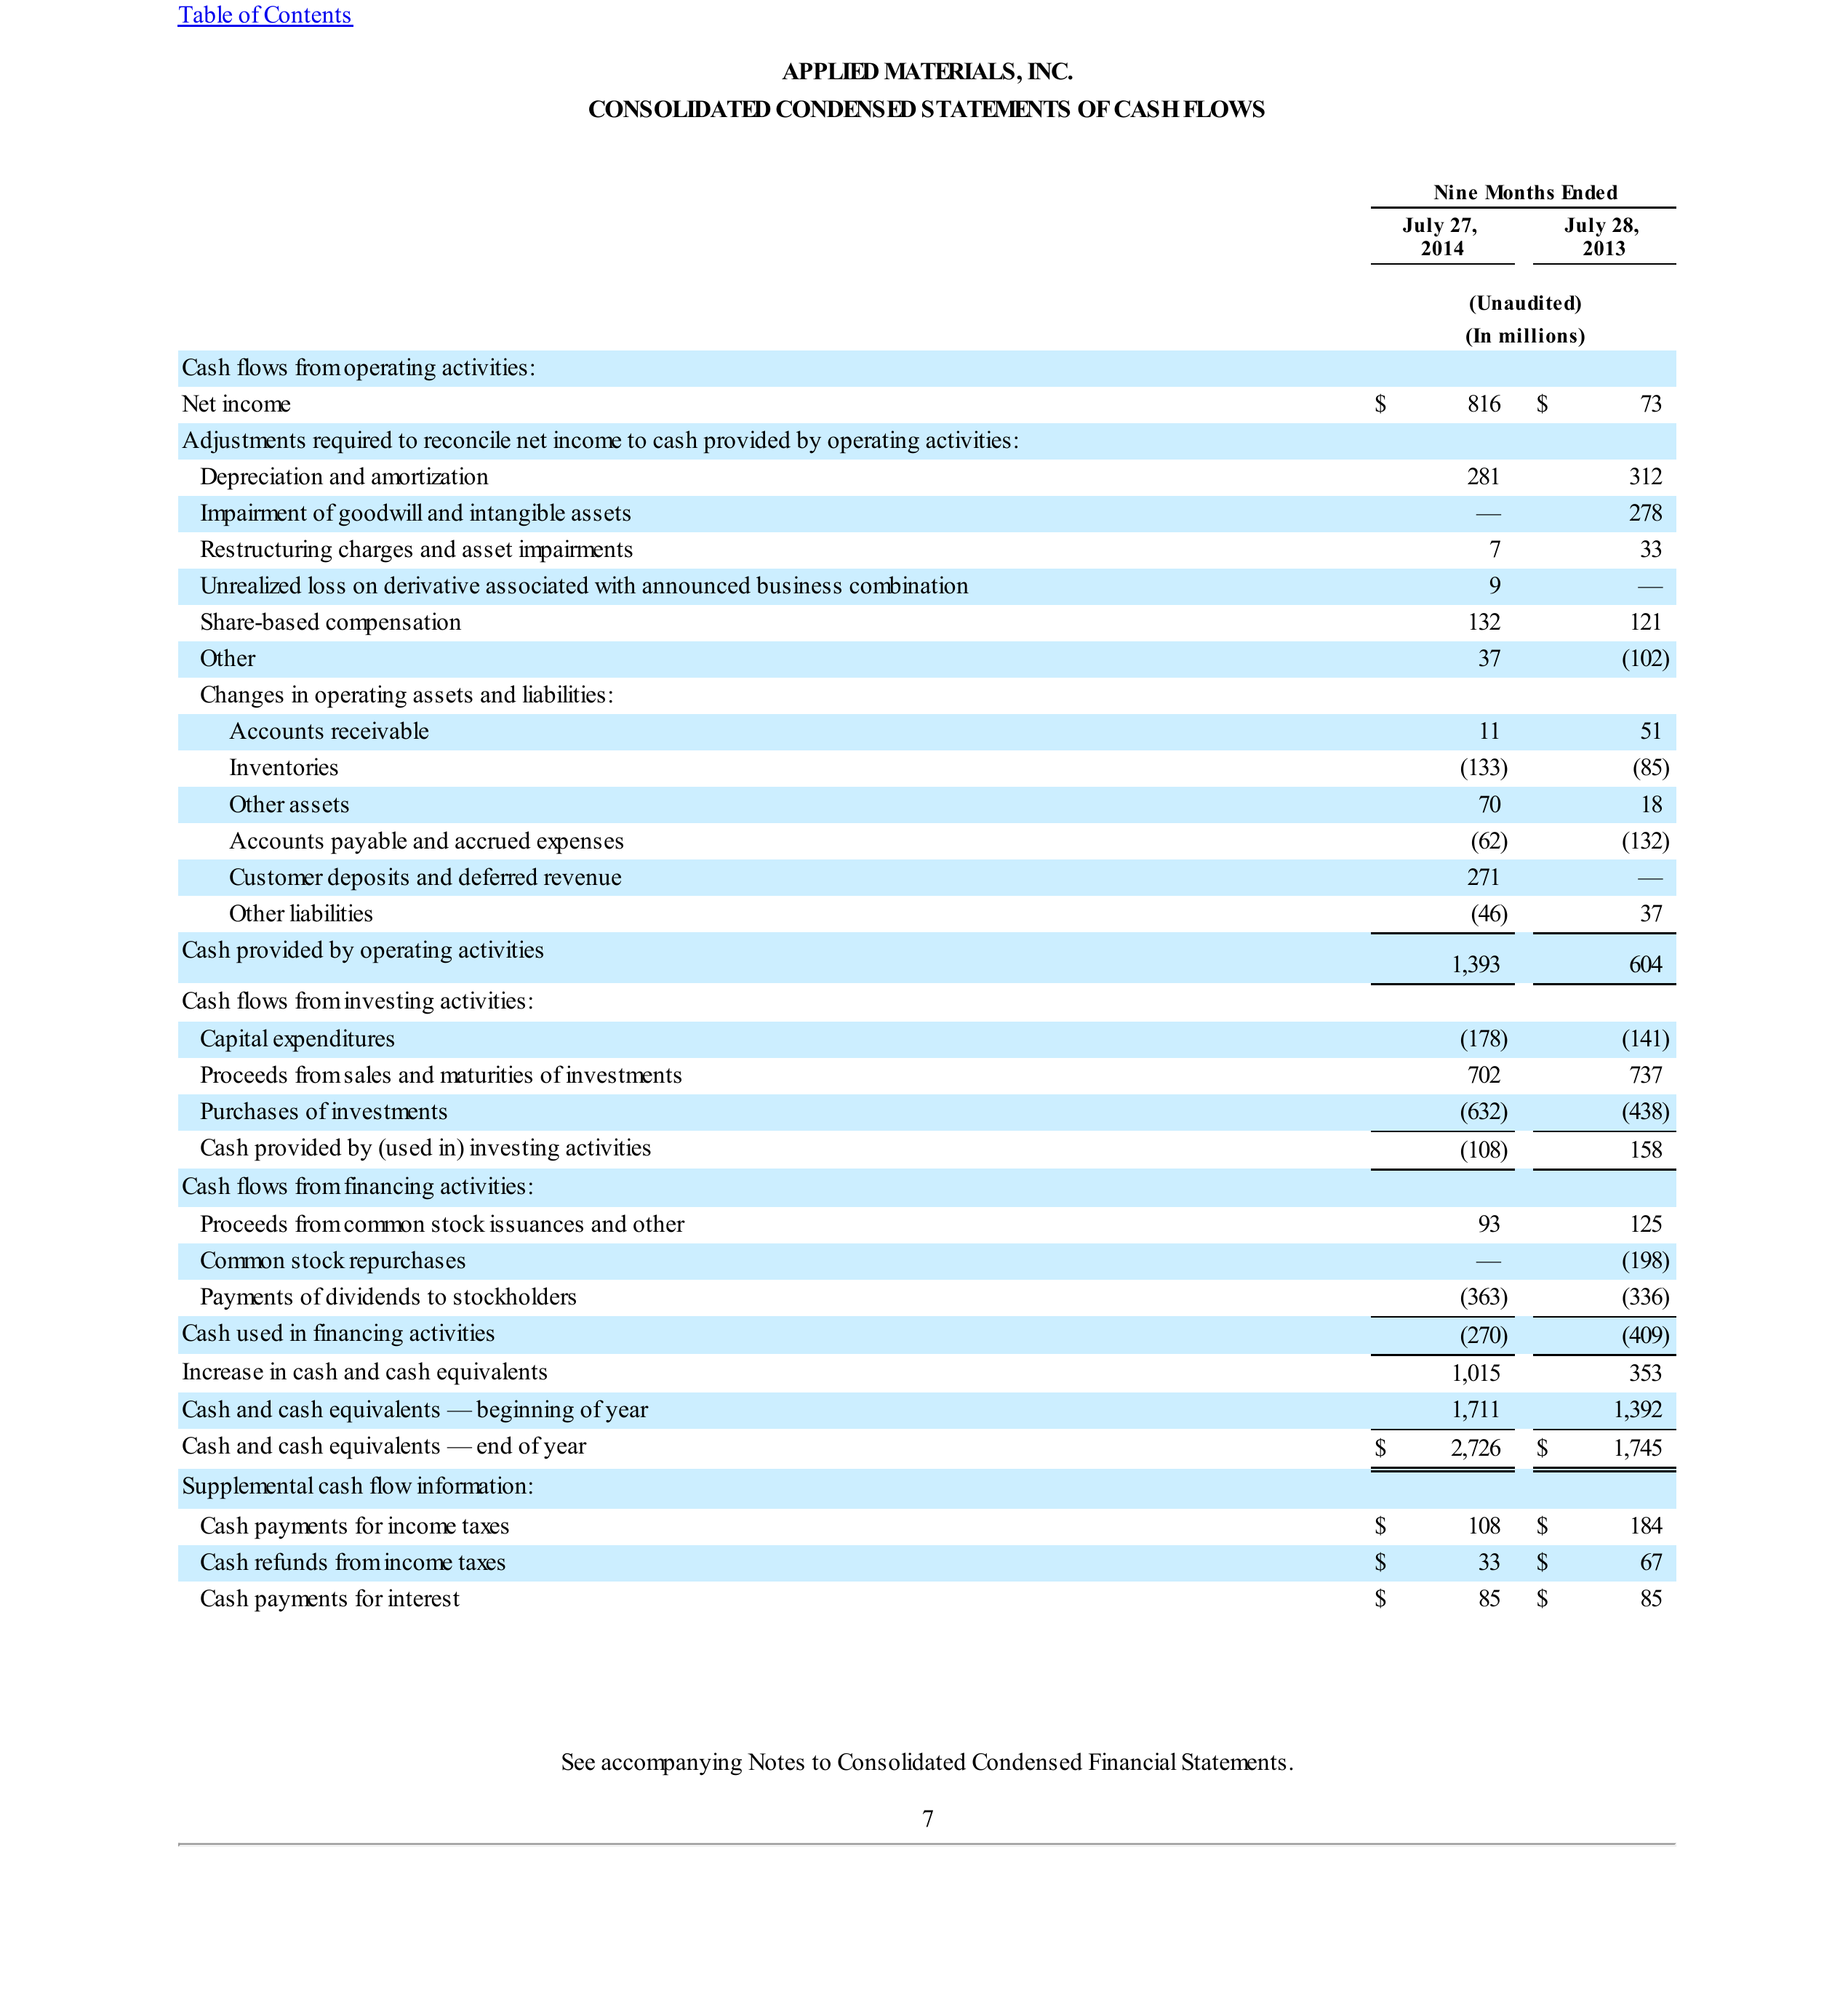 Table of Contents
APPLIED MATERIALS, INC.
CONSOLIDATED CONDENSED STATEMENTS OF CASH FLOWS
Nine Months Ended
July 27, 2014 July 28, 2013
(Unaudited)
(In millions)
Cash flows from operating activities:
Net income $ 816 $ 73
Adjustments required to reconcile net income to cash provided by operating activities:
Depreciation and amortization 281 312
Impairment of goodwill and intangible assets — 278
Restructuring charges and asset impairments 7 33
Unrealized loss on derivative associated with announced business combination 9 —
Share-based compensation 132 121
Other 37 (102)
Changes in operating assets and liabilities:
Accounts receivable 11 51
Inventories (133) (85)
Other assets 70 18
Accounts payable and accrued expenses (62) (132)
Customer deposits and deferred revenue 271 —
Other liabilities (46) 37
Cash provided by operating activities 1,393 604
Cash flows from investing activities:
Capital expenditures (178) (141)
Proceeds from sales and maturities of investments 702 737
Purchases of investments (632) (438)
Cash provided by (used in) investing activities (108) 158
Cash flows from financing activities:
Proceeds from common stock issuances and other 93 125
Common stock repurchases — (198)
Payments of dividends to stockholders (363) (336)
Cash used in financing activities (270) (409)
Increase in cash and cash equivalents 1,015 353
Cash and cash equivalents — beginning of year 1,711 1,392
Cash and cash equivalents — end of year $ 2,726 $ 1,745
Supplemental cash flow information:
Cash payments for income taxes $ 108 $ 184
Cash refunds from income taxes $ 33 $ 67
Cash payments for interest $ 85 $ 85
See accompanying Notes to Consolidated Condensed Financial Statements.
7